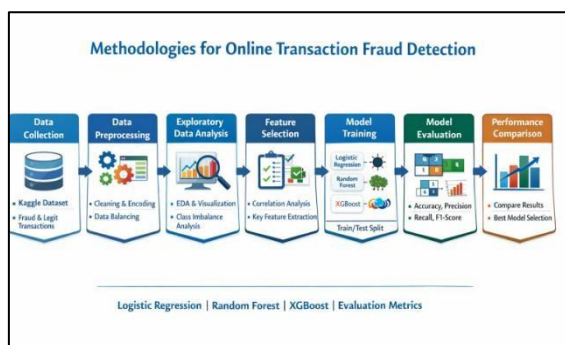 Methodologies for Online Transaction Fraud Detection
Data
Collection
• Kaggle Dataset
• Fraud & Legit
Transactions
Data
Preprocessing
• Cleaning & Encoding
• Data Balancing
Exploratory
Data Analysis
• EDA & Visualization
• Class Imbalance
Analysis
Feature
Selection
• Correlation Analysis
• Key Feature Extraction
Model
Training
Logistic
Regression
Random
Forest
XGBoost
Train/Test Split
Model
Evaluation
• Accuracy, Precision
• Recall, F1-Score
Performance
Comparison
• Compare Results
• Best Model Selection
Logistic Regression | Random Forest | XGBoost | Evaluation Metrics